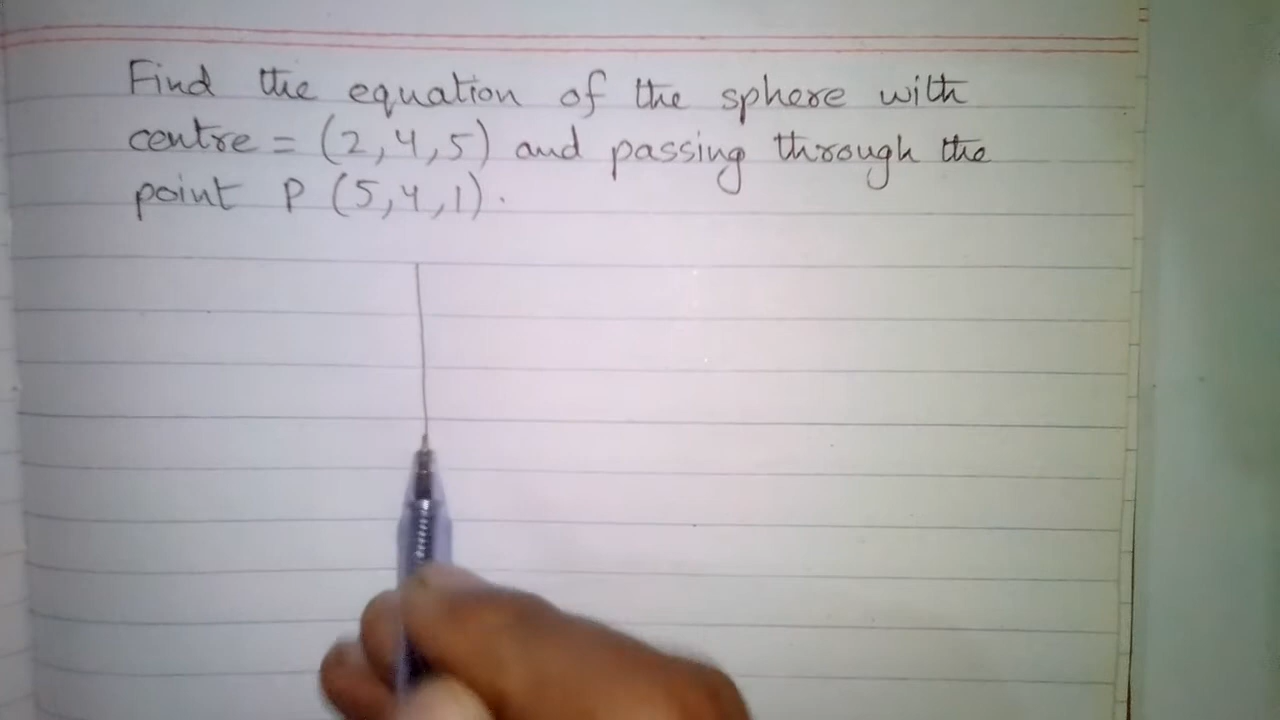 Find the equation of the sphere with
centre = (2,4,5) and passing through the
point P (5,4,1).